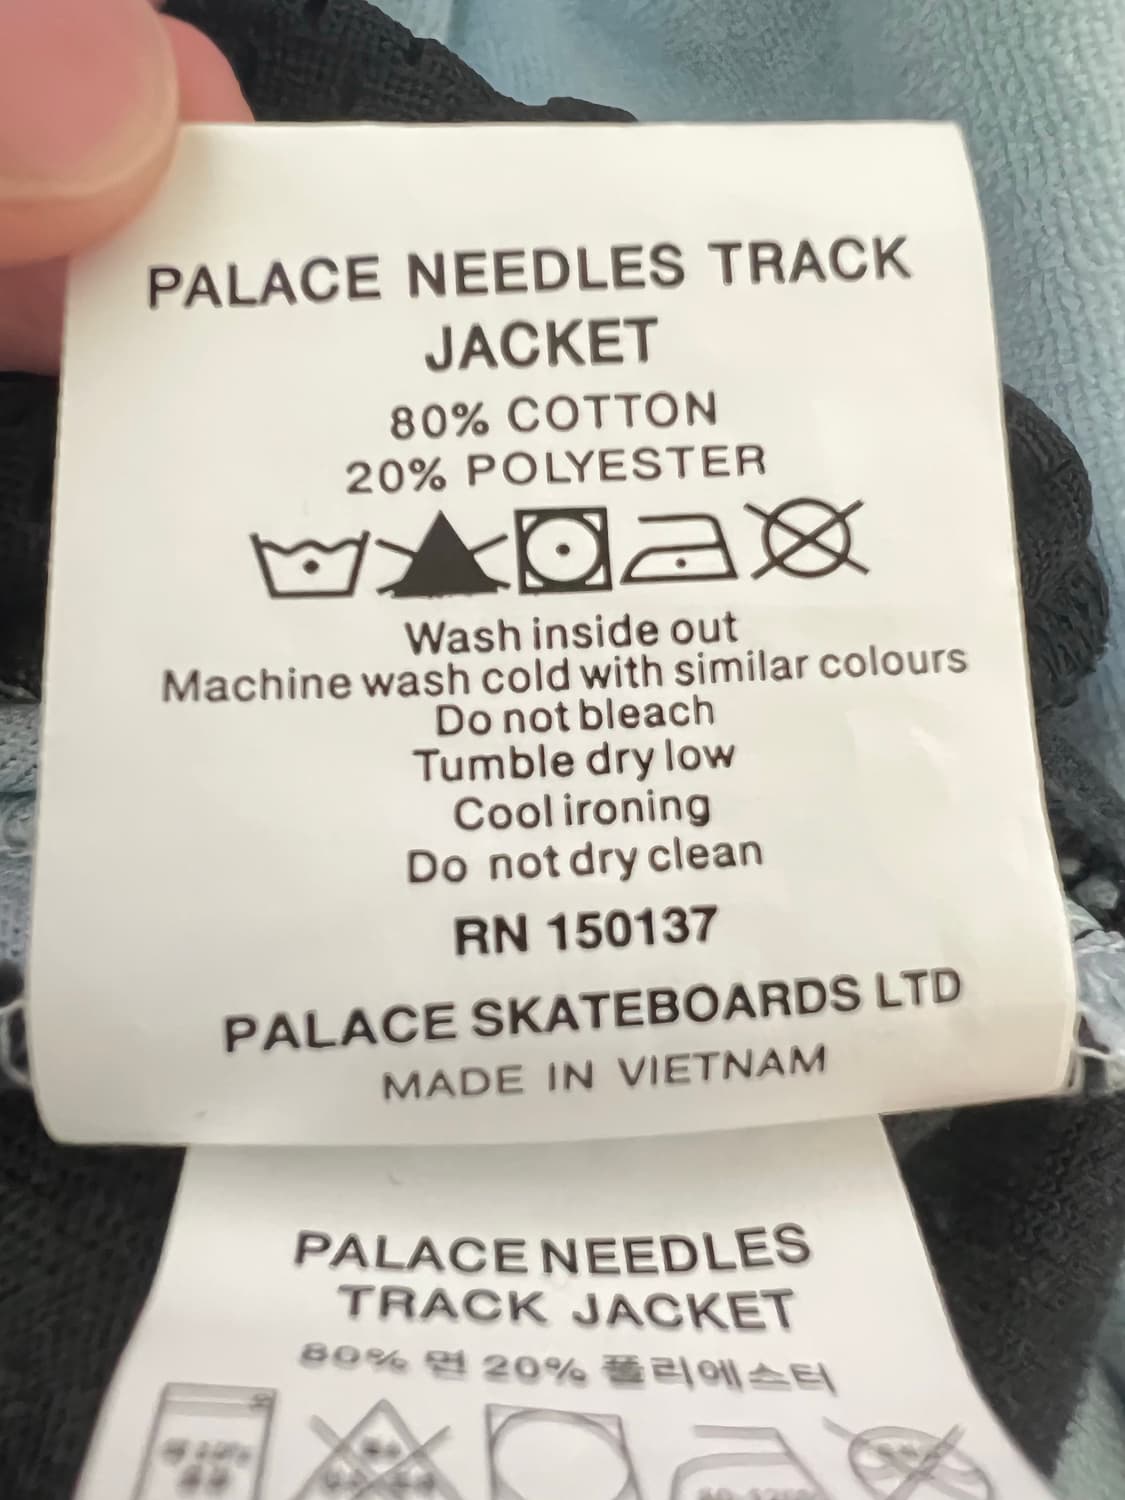 PALACE NEEDLES TRACK
JACKET
80% COTTON
20% POLYESTER
Wash inside out
Machine wash cold with similar colours
Do not bleach
Tumble dry low
Cool ironing
Do not dry clean
RN 150137
PALACE SKATEBOARDS LTD
MADE IN VIETNAM
PALACE NEEDLES
TRACK JACKET
80% 면 20% 폴리에스터